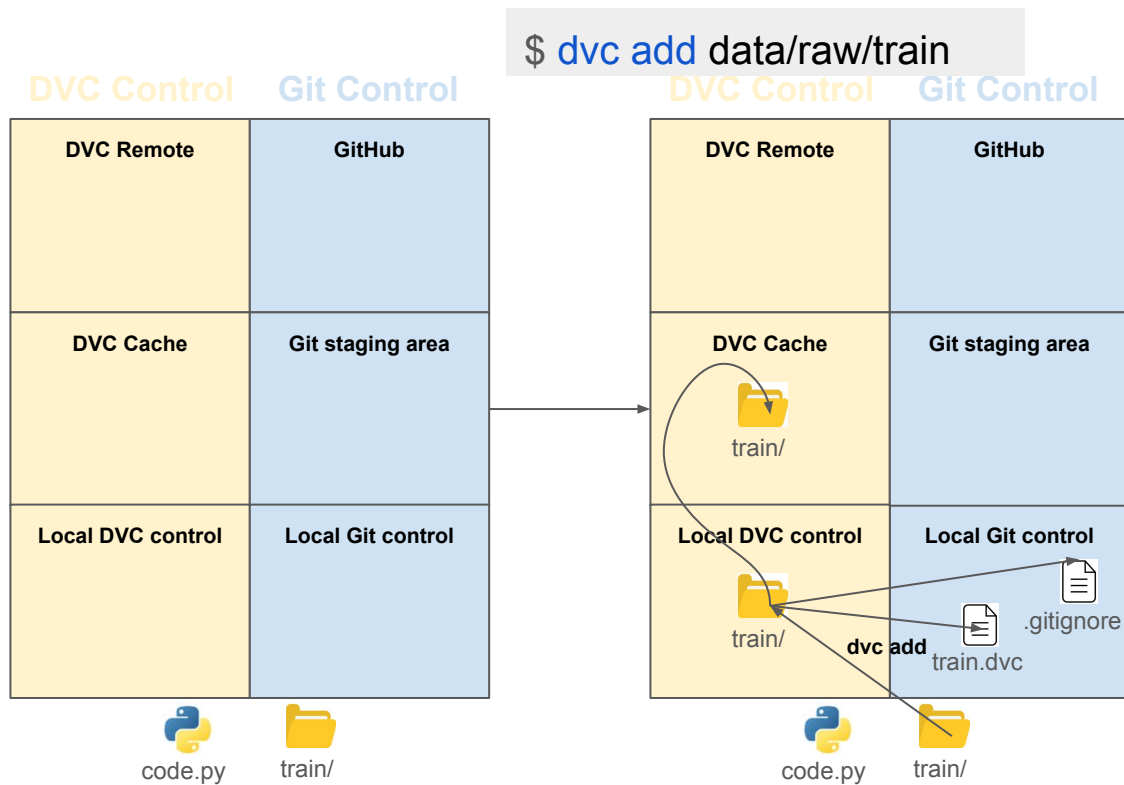 $ dvc add data/raw/train
DVC Control Git Control
DVC Control Git Control
DVC Remote GitHub
DVC Remote GitHub
DVC Cache Git staging area
DVC Cache Git staging area
train/
Local DVC control Local Git control
Local DVC control Local Git control
train/
.gitignore
dvc add
train.dvc
code.py train/
code.py train/